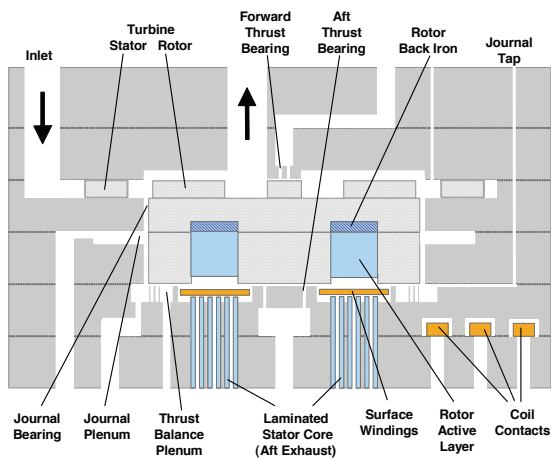 Inlet
Turbine
Stator Rotor
Forward
Thrust
Bearing
Aft
Thrust
Bearing
Rotor
Back Iron
Journal
Tap
Journal
Bearing
Journal
Plenum
Thrust
Balance
Plenum
Laminated
Stator Core
(Aft Exhaust)
Surface
Windings
Rotor
Active
Layer
Coil
Contacts